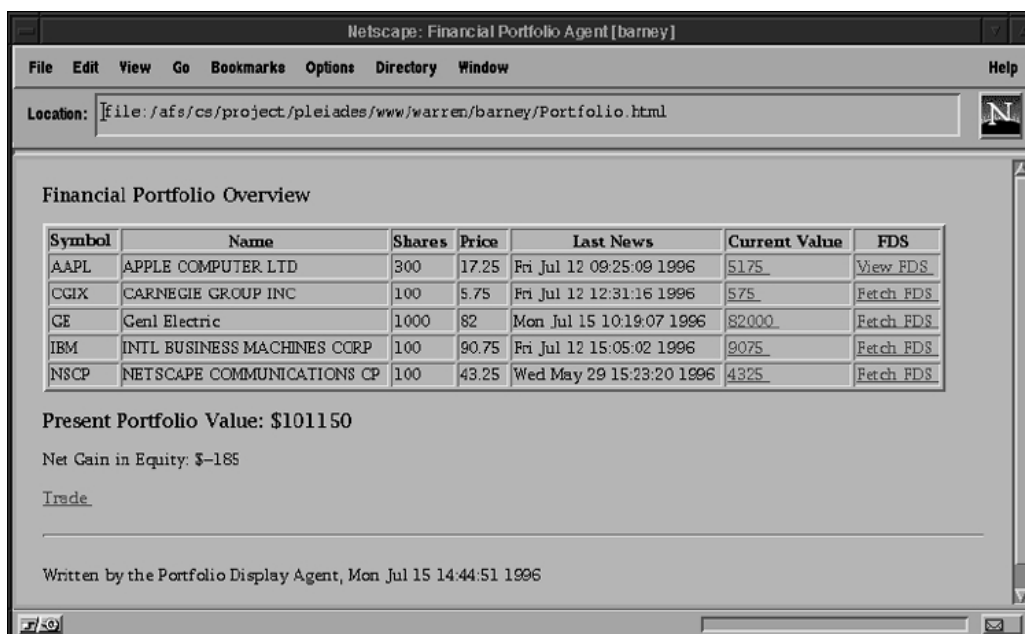 Netscape: Financial Portfolio Agent [barney]
File Edit View Go Bookmarks Options Directory Window Help
Location: file:/afs/cs/project/pleiades/www/warren/barney/Portfolio.html
N
Financial Portfolio Overview
Symbol Name Shares Price Last News Current Value FDS
AAPL APPLE COMPUTER LTD 300 17.25 Fri Jul 12 09:25:09 1996 5175 View FDS
CGIX CARNEGIE GROUP INC 100 5.75 Fri Jul 12 12:31:16 1996 575 Fetch FDS
GE Genl Electric 1000 82 Mon Jul 15 10:19:07 1996 82000 Fetch FDS
IBM INTL BUSINESS MACHINES CORP 100 90.75 Fri Jul 12 15:05:02 1996 9075 Fetch FDS
NSCP NETSCAPE COMMUNICATIONS CP 100 43.25 Wed May 29 15:23:20 1996 4325 Fetch FDS
Present Portfolio Value: $101150
Net Gain in Equity: $-185
Trade
Written by the Portfolio Display Agent, Mon Jul 15 14:44:51 1996